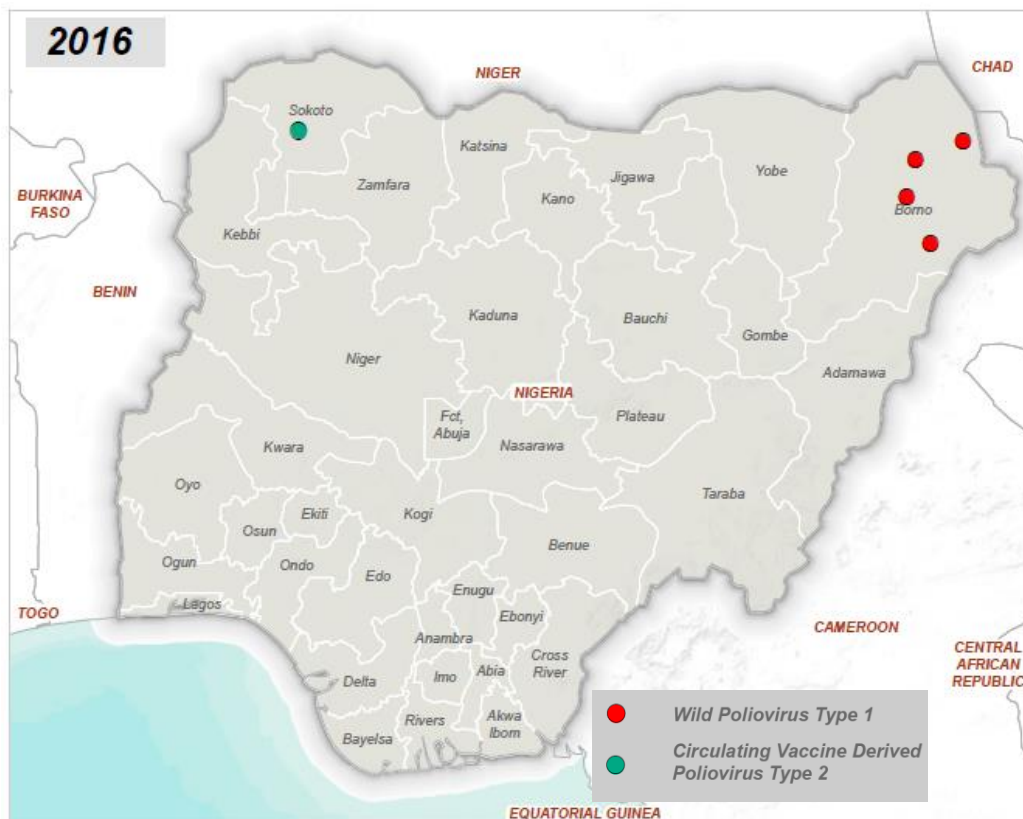 2016
NIGER
CHAD
Sokoto
Katsina
Jigawa
Yobe
Zamfara
Kano
BURKINA
FASO
Borno
Kebbi
BENIN
Kaduna
Bauchi
Gombe
Niger
Adamawa
NIGERIA
Fct,
Abuja
Plateau
Kwara
Nasarawa
Oyo
Taraba
Ekiti
Kogi
Osun
Benue
Ogun
Ondo
Edo
Enugu
Lagos
Ebonyi
TOGO
Anambra
CAMEROON
Cross
River
CENTRAL
AFRICAN
REPUBLIC
Delta
Imo
Abia
Rivers
Akwa
Ibom
Bayelsa
Wild Poliovirus Type 1
Circulating Vaccine Derived
Poliovirus Type 2
EQUATORIAL GUINEA